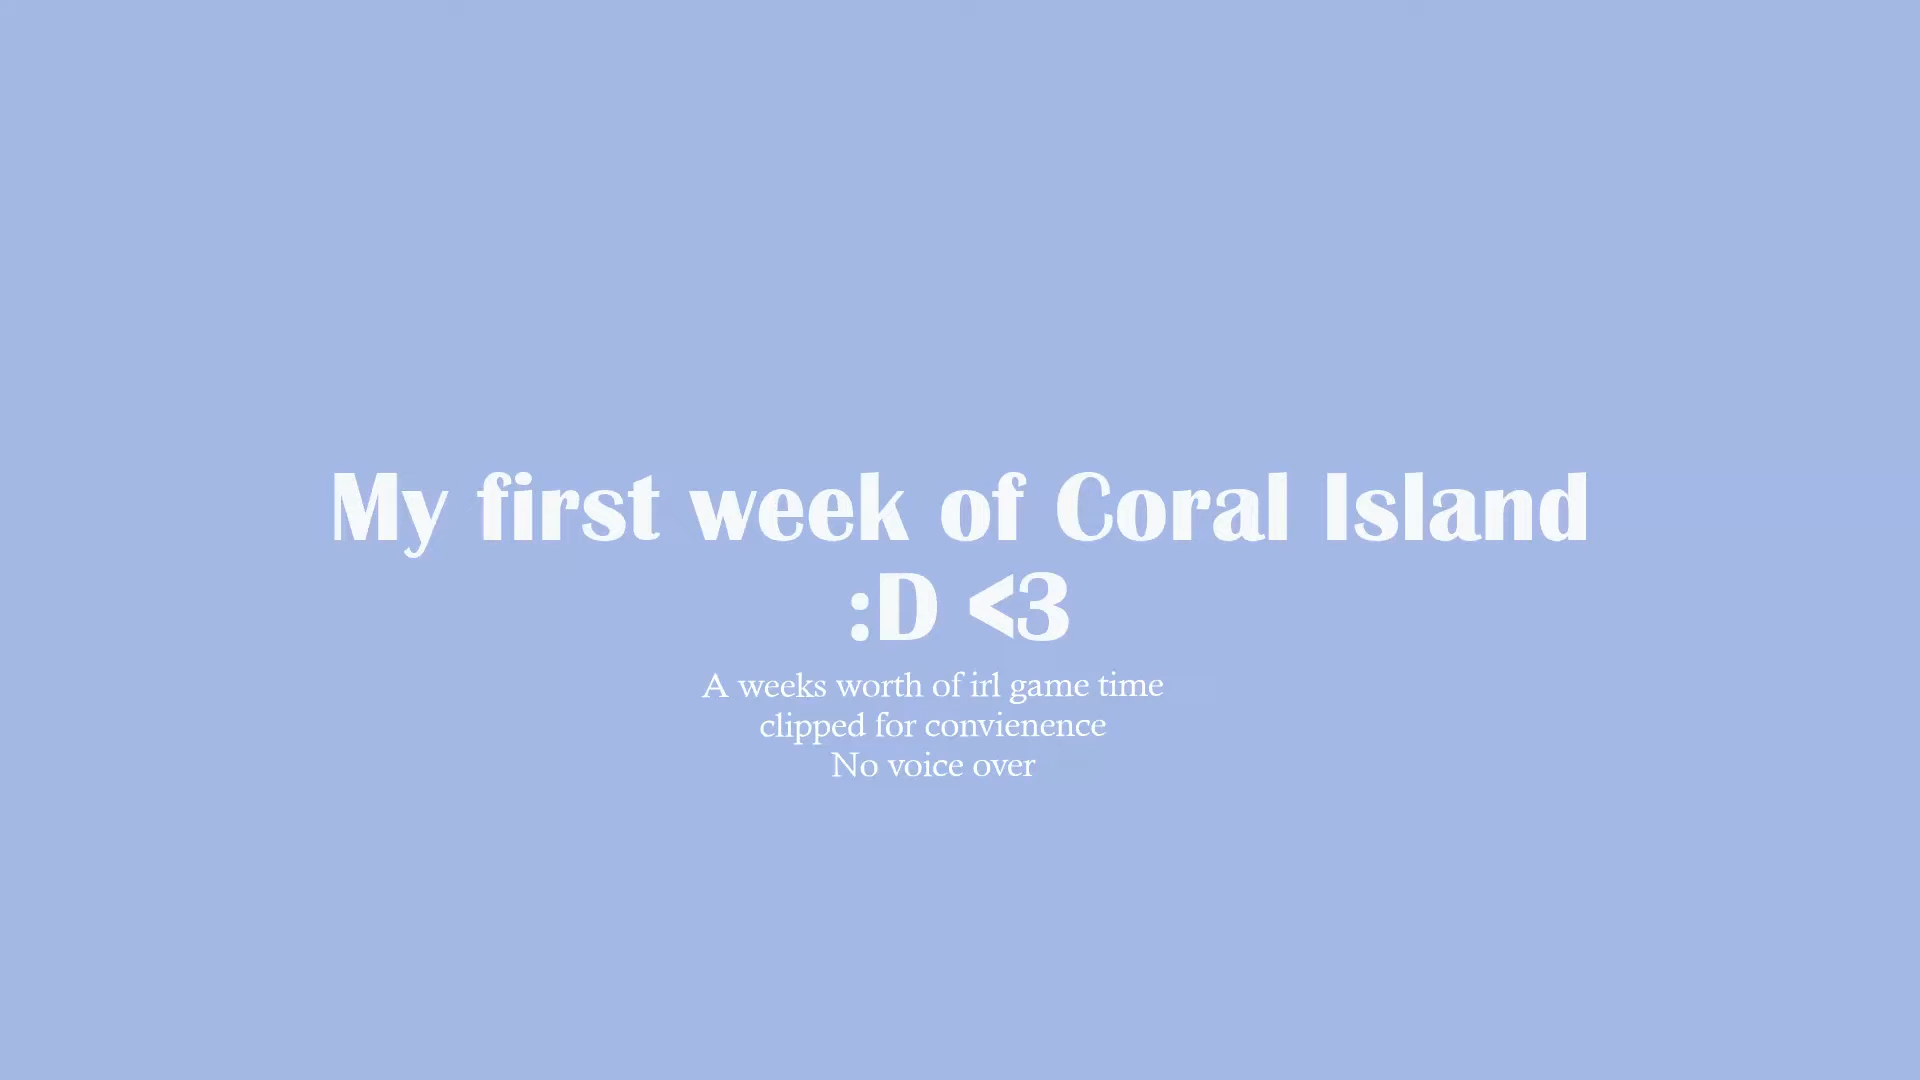 My first week of Coral Island
:D <3
A weeks worth of irl game time
clipped for convienence
No voice over